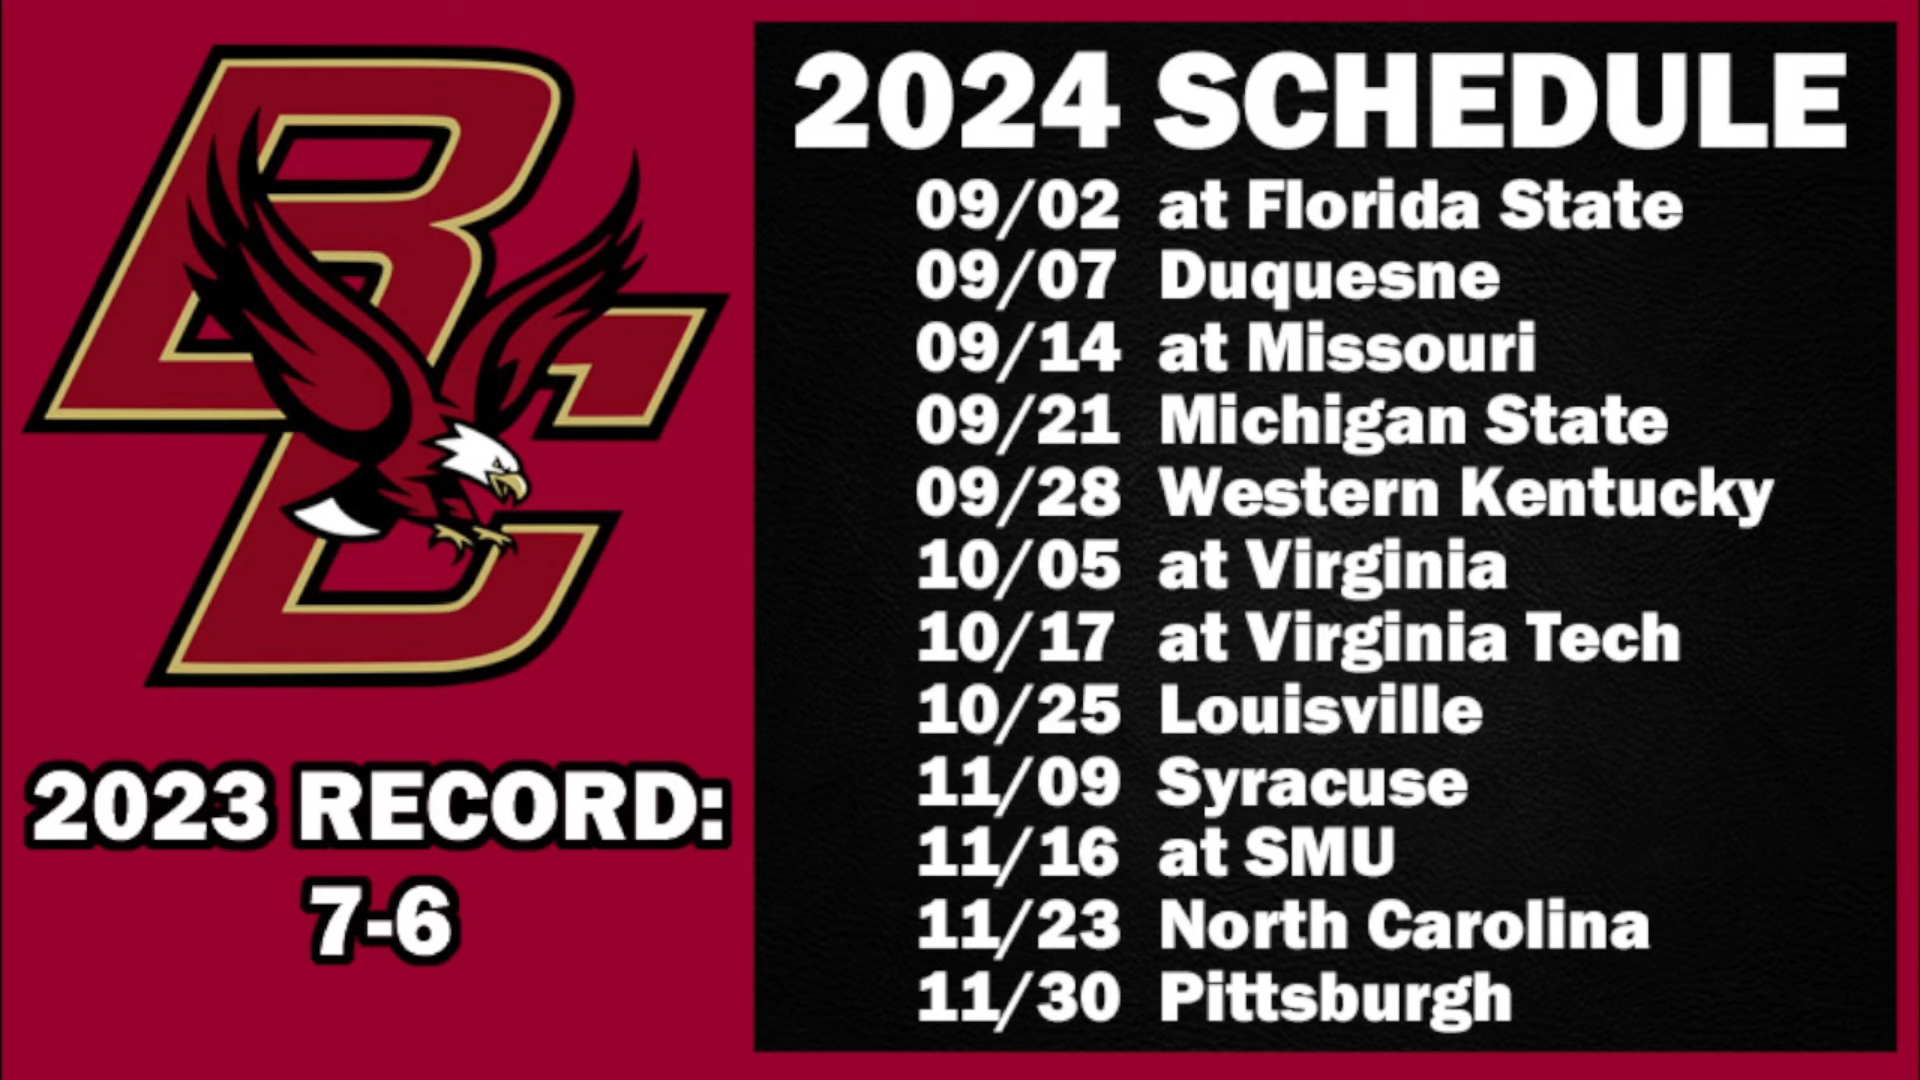 BC
2023 RECORD:
7-6
2024 SCHEDULE
09/02 at Florida State
09/07 Duquesne
09/14 at Missouri
09/21 Michigan State
09/28 Western Kentucky
10/05 at Virginia
10/17 at Virginia Tech
10/25 Louisville
11/09 Syracuse
11/16 at SMU
11/23 North Carolina
11/30 Pittsburgh